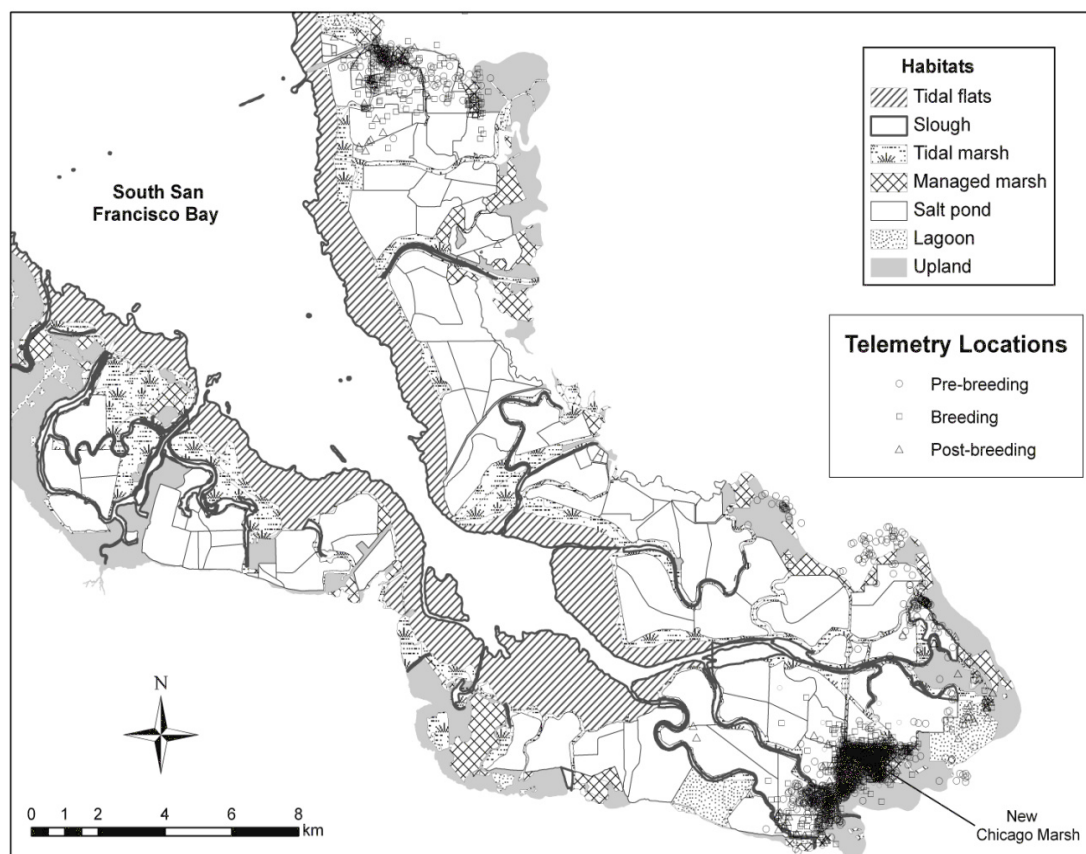 South San
Francisco Bay
Habitats
Tidal flats
Slough
Tidal marsh
Managed marsh
Salt pond
Lagoon
Upland
Telemetry Locations
Pre-breeding
Breeding
Post-breeding
N
0 1 2 4 6 8
km
New
Chicago Marsh